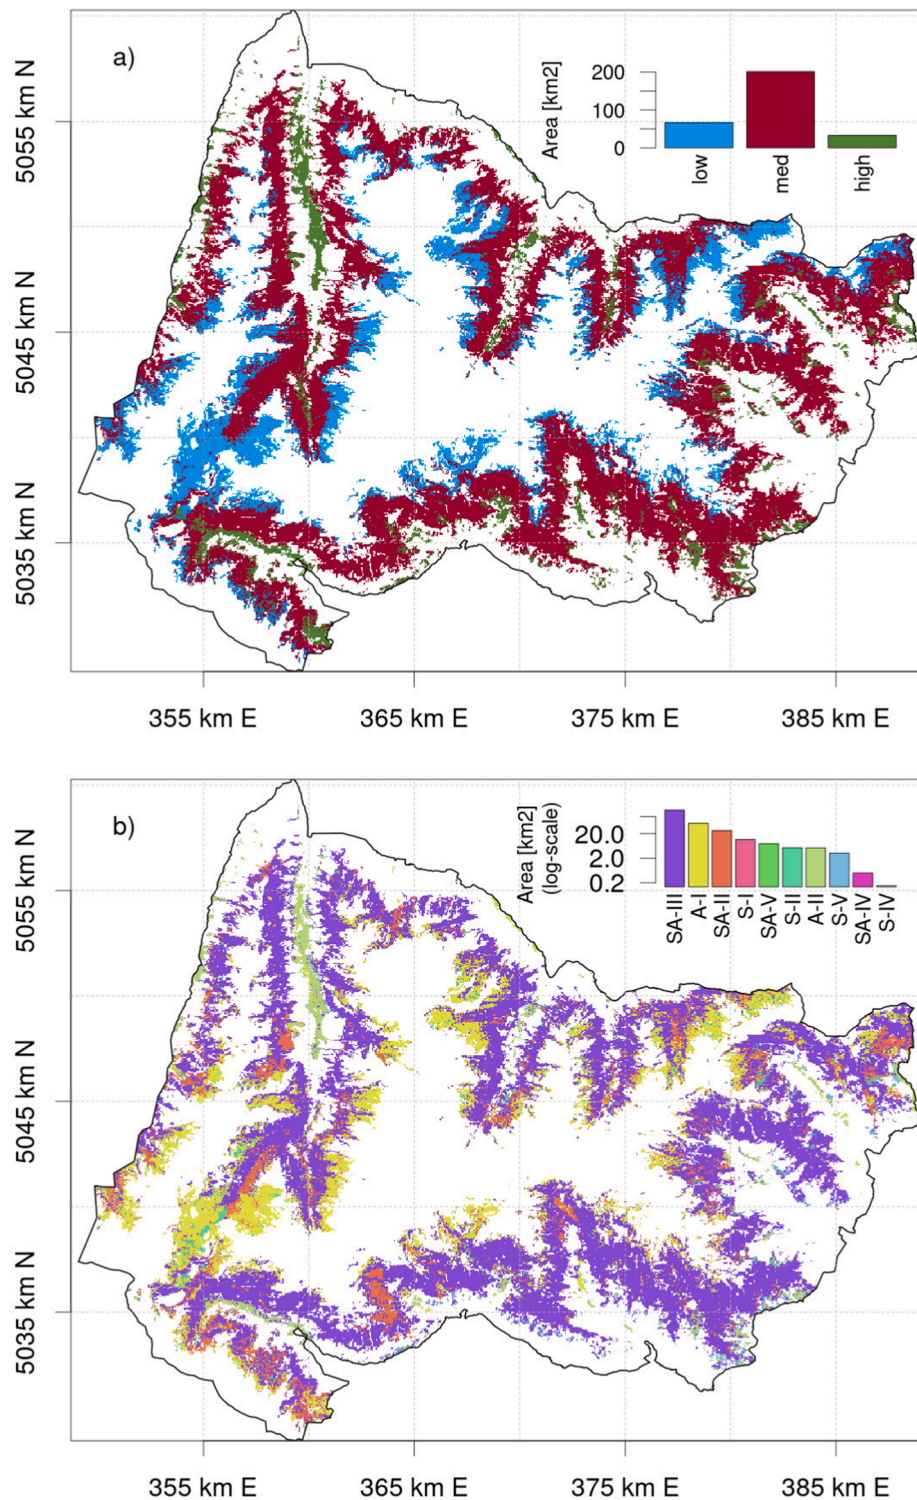 a)
Area [km2]
200
100
0
low
med
high
5055 km N
5045 km N
5035 km N
355 km E
365 km E
375 km E
385 km E
b)
Area [km2]
(log-scale)
20.0
2.0
0.2
SA-III
A-I
SA-II
S-I
SA-V
S-II
A-II
S-V
SA-IV
S-IV
5055 km N
5045 km N
5035 km N
355 km E
365 km E
375 km E
385 km E